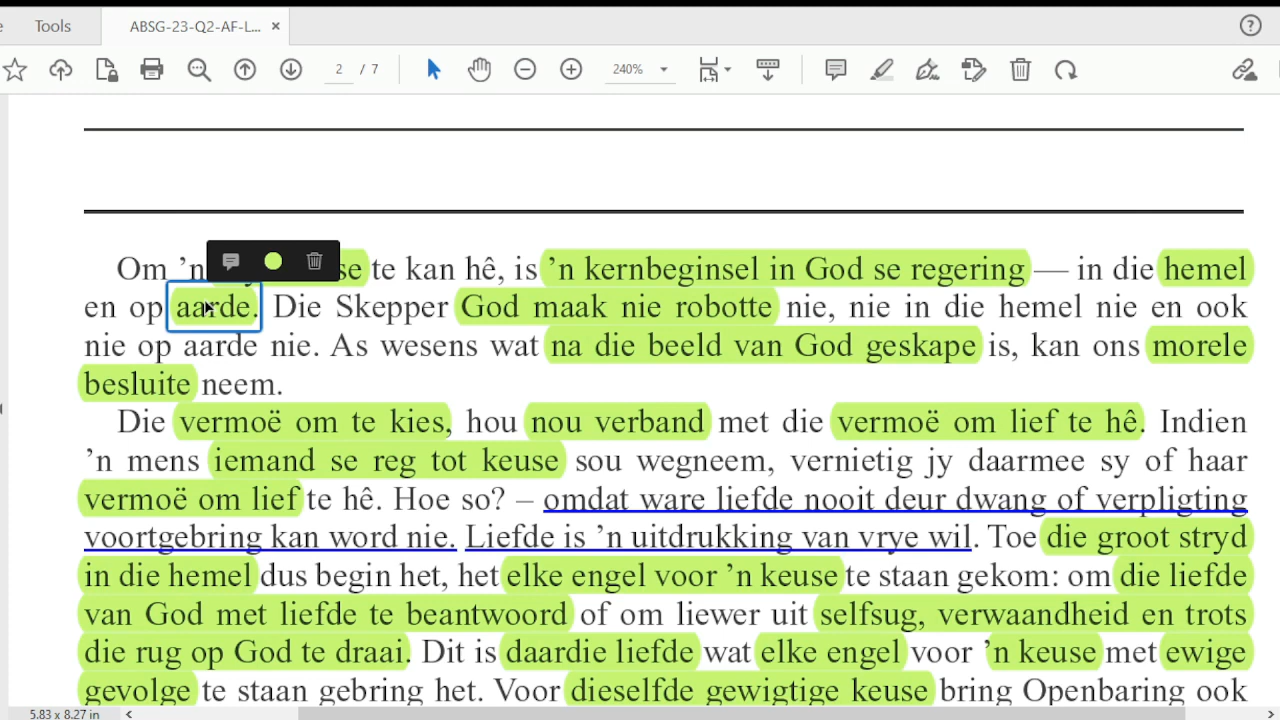 Tools
ABSG-23-Q2-AF-L... ×
2 / 7
240%
Om ’n se te kan hê, is ’n kernbeginsel in God se regering — in die hemel
en op aarde. Die Skepper God maak nie robotte nie, nie in die hemel nie en ook
nie op aarde nie. As wesens wat na die beeld van God geskape is, kan ons morele
besluite neem.
Die vermoë om te kies, hou nou verband met die vermoë om lief te hê. Indien
’n mens iemand se reg tot keuse sou wegneem, vernietig jy daarmee sy of haar
vermoë om lief te hê. Hoe so? – omdat ware liefde nooit deur dwang of verpligting
voortgebring kan word nie. Liefde is ’n uitdrukking van vrye wil. Toe die groot stryd
in die hemel dus begin het, het elke engel voor ’n keuse te staan gekom: om die liefde
van God met liefde te beantwoord of om liewer uit selfsug, verwaandheid en trots
die rug op God te draai. Dit is daardie liefde wat elke engel voor ’n keuse met ewige
gevolge te staan gebring het. Voor dieselfde gewigtige keuse bring Openbaring ook
5.83 x 8.27 in